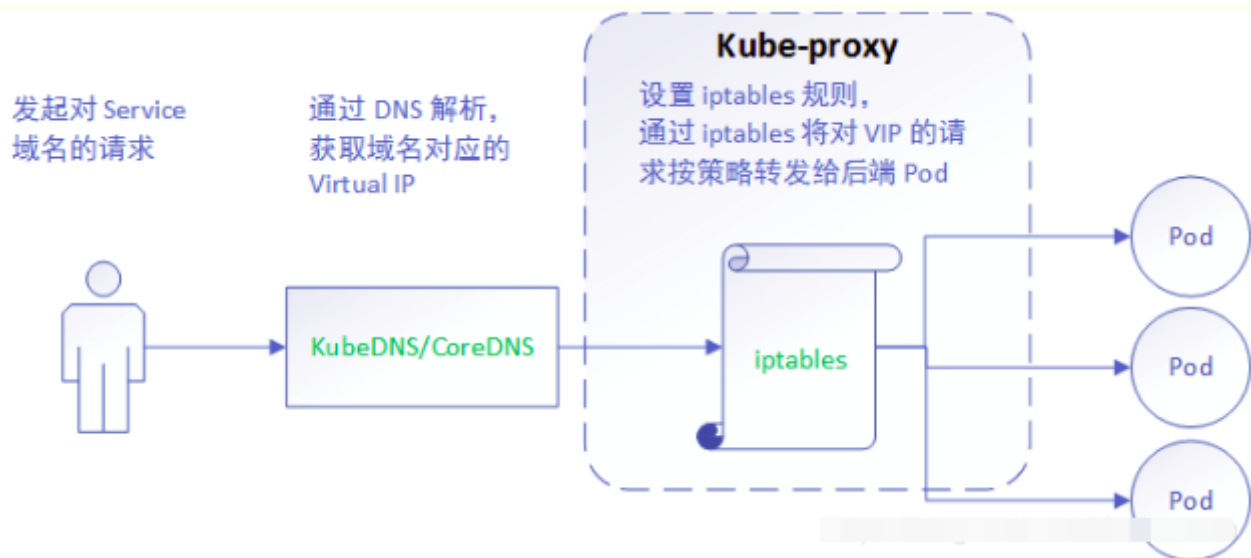 Kube-proxy
发起对 Service
域名的请求
通过 DNS 解析，
获取域名对应的
Virtual IP
设置 iptables 规则，
通过 iptables 将对 VIP 的请
求按策略转发给后端 Pod
KubeDNS/CoreDNS
iptables
Pod
Pod
Pod